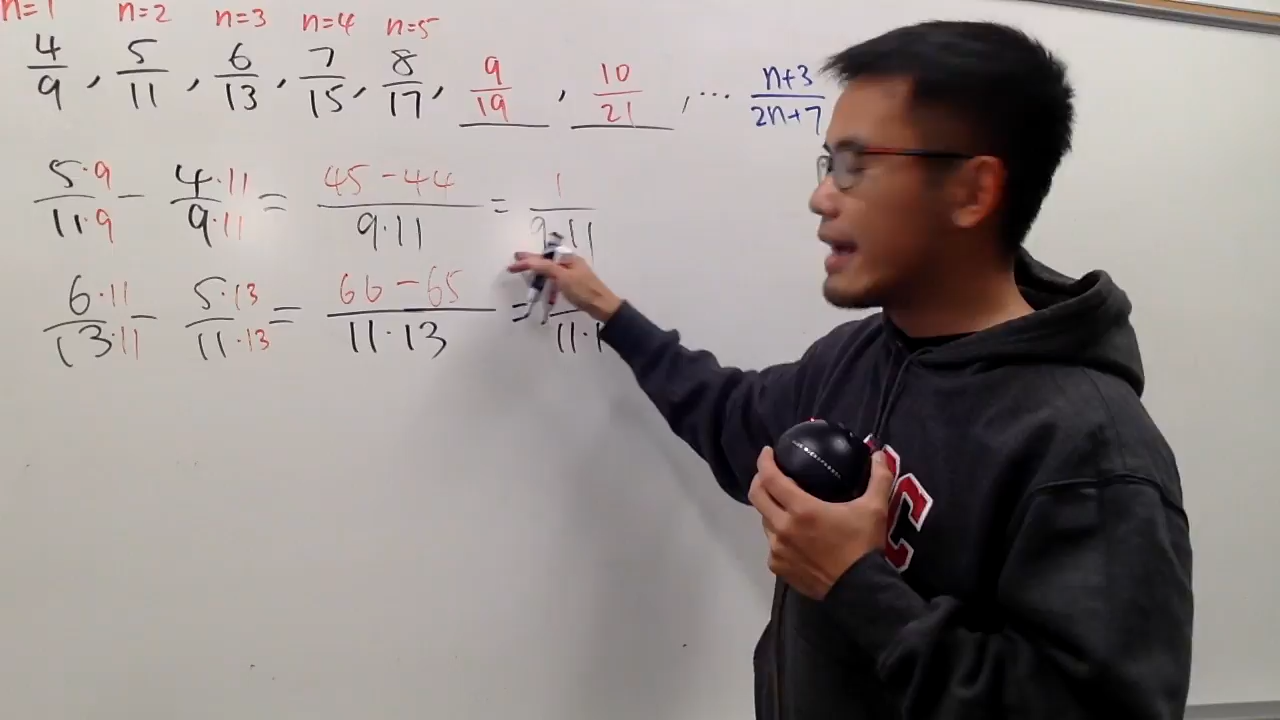 n=1 n=2 n=3 n=4 n=5
4/9, 5/11, 6/13, 7/15, 8/17, 9/19, 10/21, ... n+3/2n+7
5·9/11·9 - 4·11/9·11 = 45-44/9·11 = 1/9·11
6·11/13·11 - 5·13/11·13 = 66-65/11·13 = /11·1
C